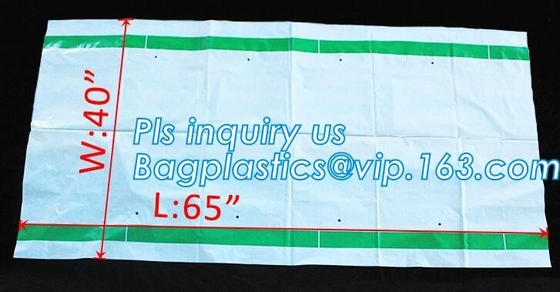 W:40”
Pls inquiry us
Bagplastics@vip.163.com
L:65”